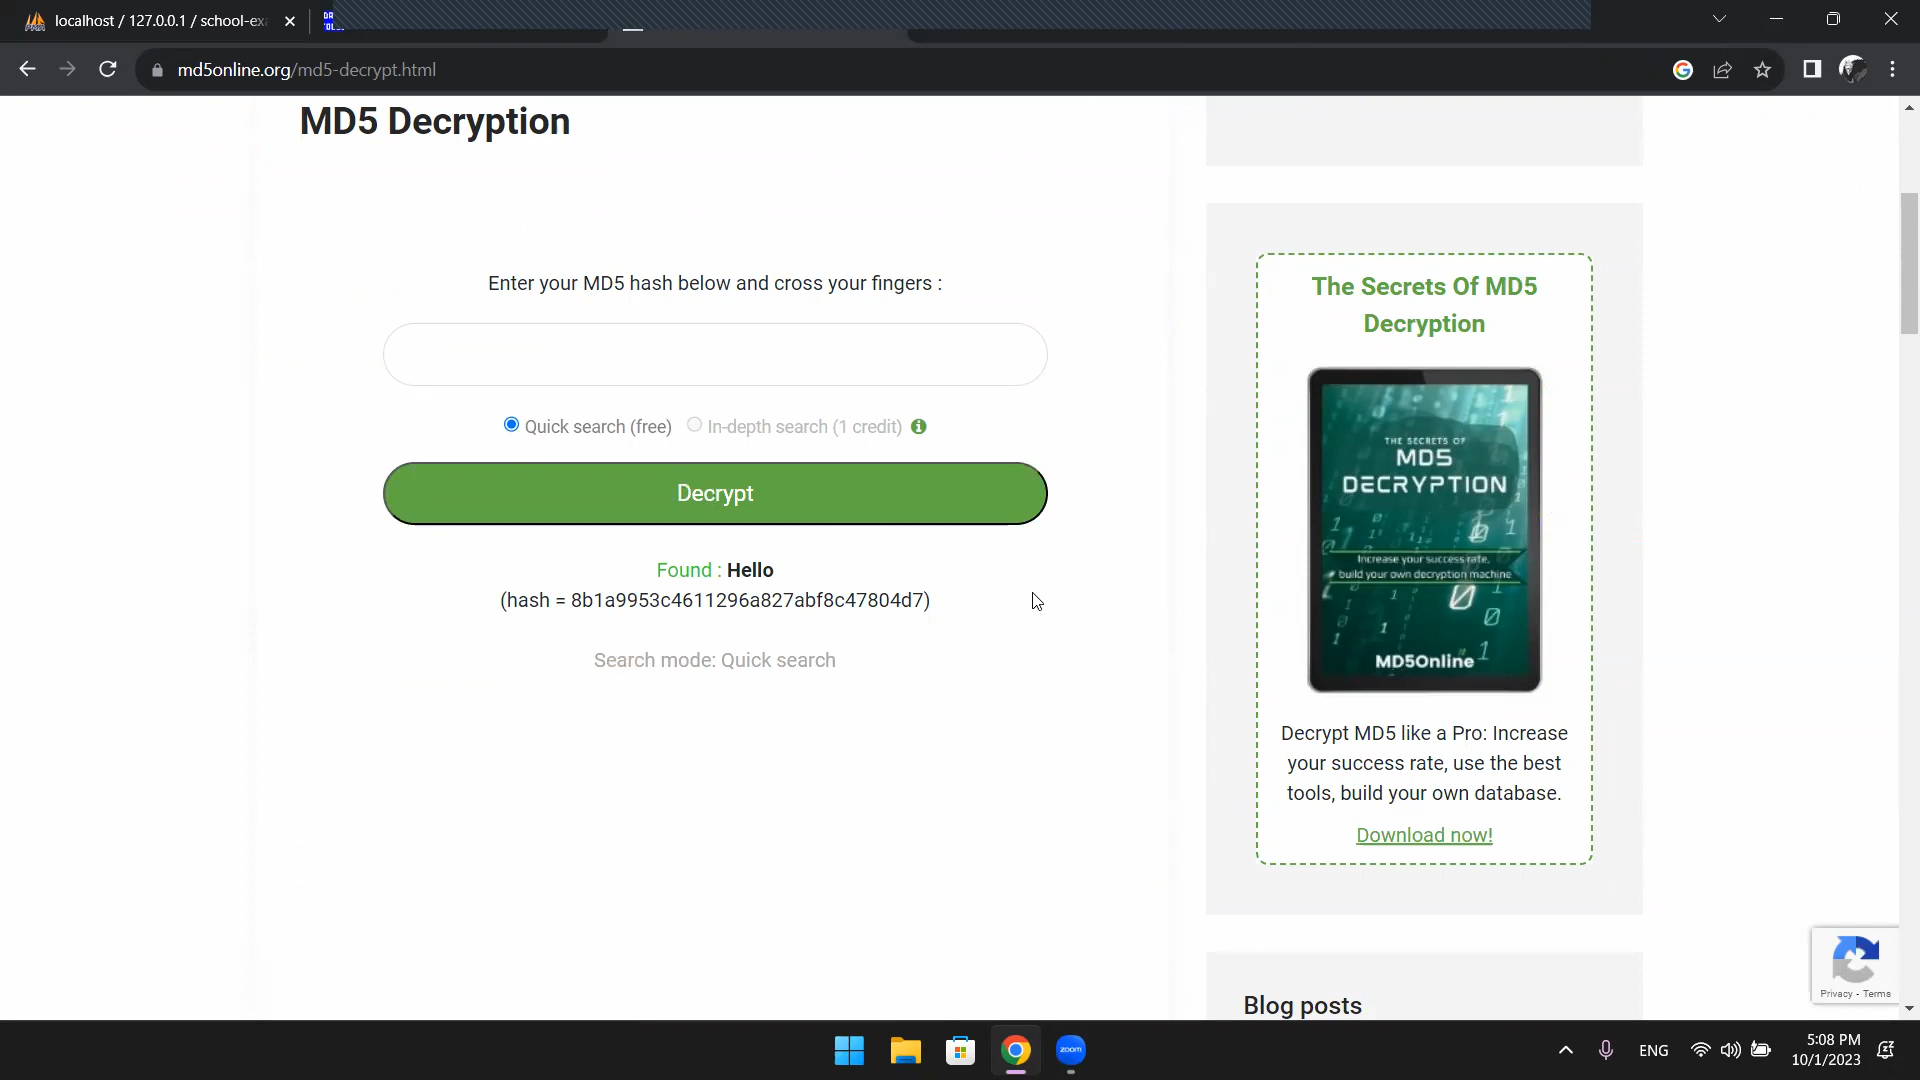 localhost / 127.0.0.1 / school-exa
md5online.org/md5-decrypt.html
MD5 Decryption
Enter your MD5 hash below and cross your fingers :
Quick search (free) In-depth search (1 credit)
Decrypt
Found : Hello
(hash = 8b1a9953c4611296a827abf8c47804d7)
Search mode: Quick search
The Secrets Of MD5
Decryption
THE SECRETS OF
MD5
DECRYPTION
Increase your success rate,
build your own decryption machine
MD5Online
Decrypt MD5 like a Pro: Increase
your success rate, use the best
tools, build your own database.
Download now!
Blog posts
Privacy - Terms
zoom
ENG
5:08 PM
10/1/2023